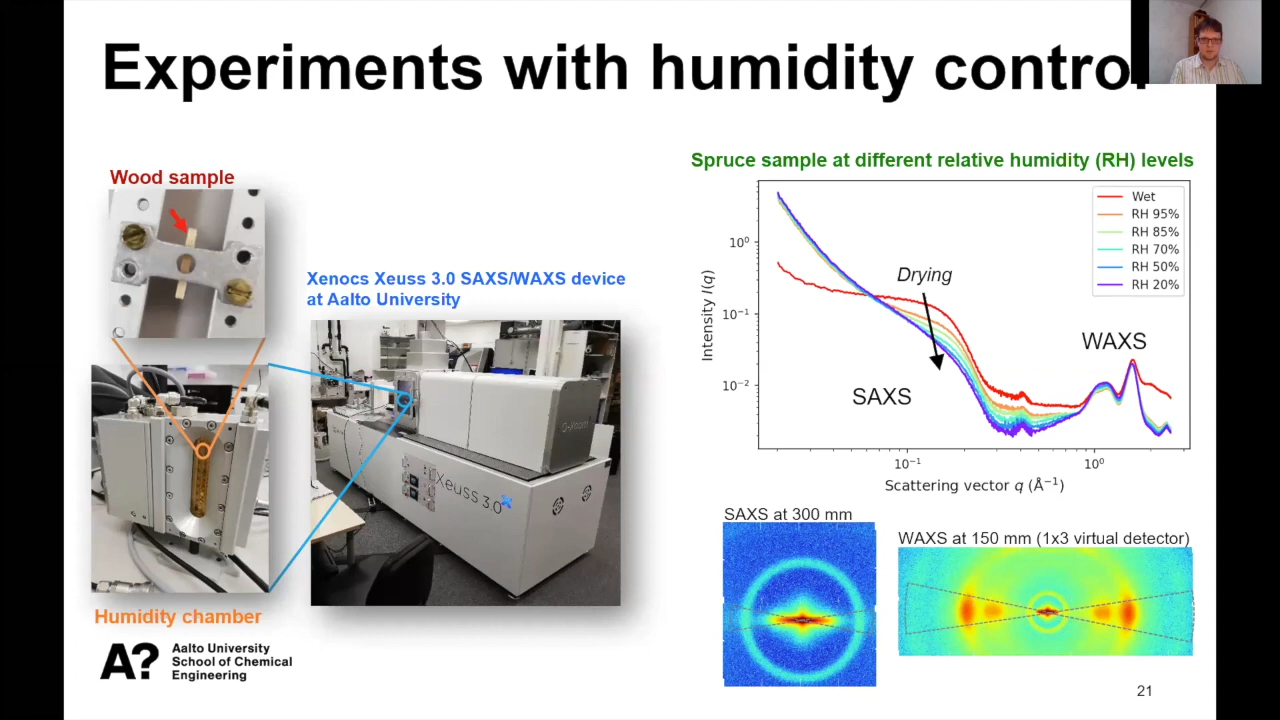 Experiments with humidity control
Wood sample
Xenocs Xeuss 3.0 SAXS/WAXS device
at Aalto University
Xeuss 3.0
Humidity chamber
A?
Aalto University
School of Chemical
Engineering
Spruce sample at different relative humidity (RH) levels
Wet
RH 95%
RH 85%
RH 70%
RH 50%
RH 20%
Drying
SAXS
WAXS
Intensity I(q)
10⁰
10⁻¹
10⁻²
10⁻¹
10⁰
Scattering vector q (Å⁻¹)
SAXS at 300 mm
WAXS at 150 mm (1x3 virtual detector)
21